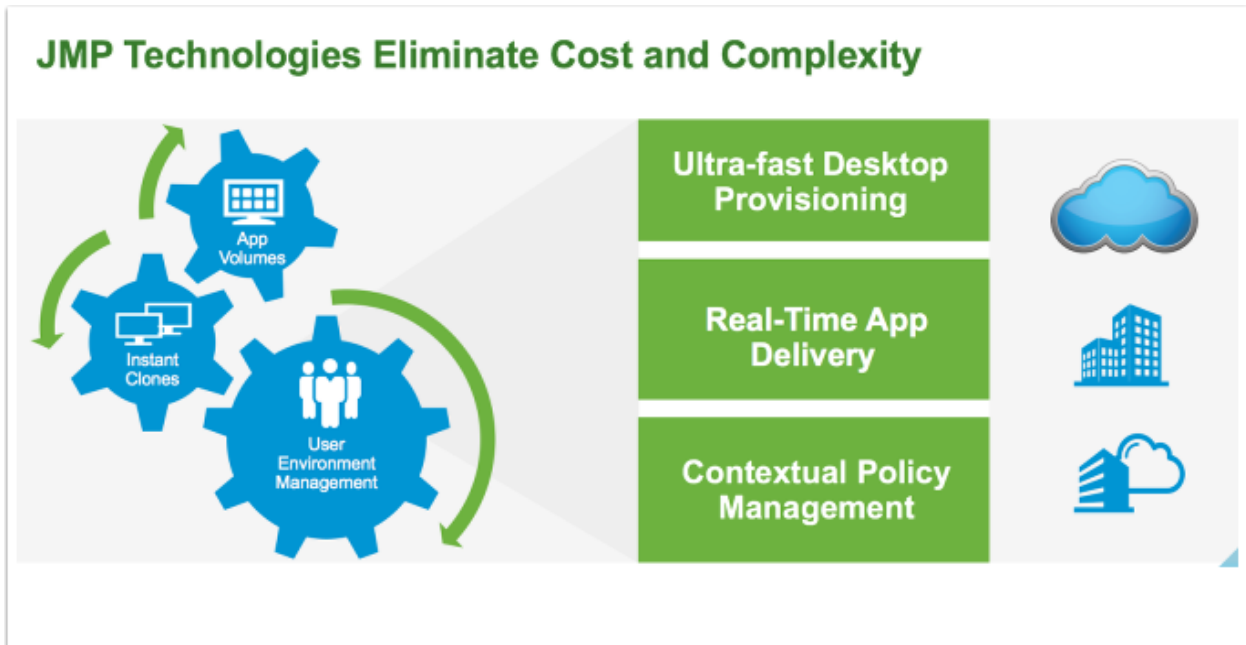 JMP Technologies Eliminate Cost and Complexity
App
Volumes
Instant
Clones
User
Environment
Management
Ultra-fast Desktop
Provisioning
Real-Time App
Delivery
Contextual Policy
Management